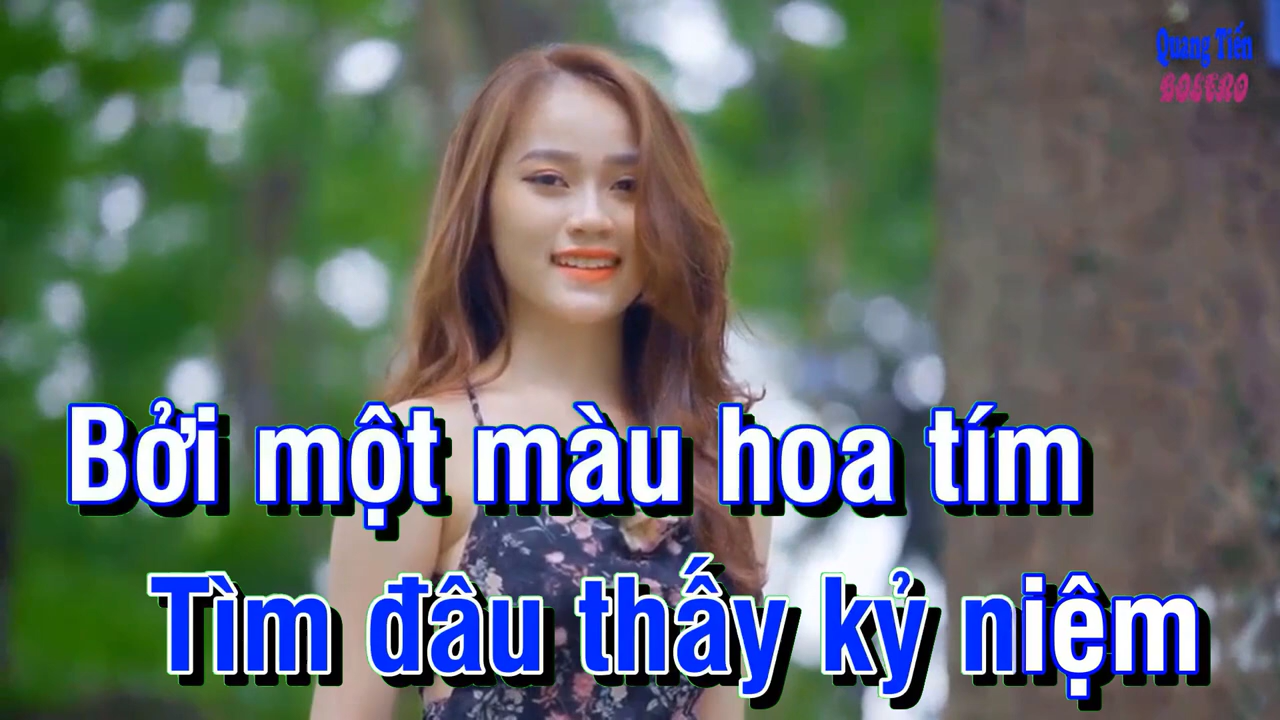 Quang Tiến
BOLERO
Bởi một màu hoa tím
Tìm đâu thấy kỷ niệm